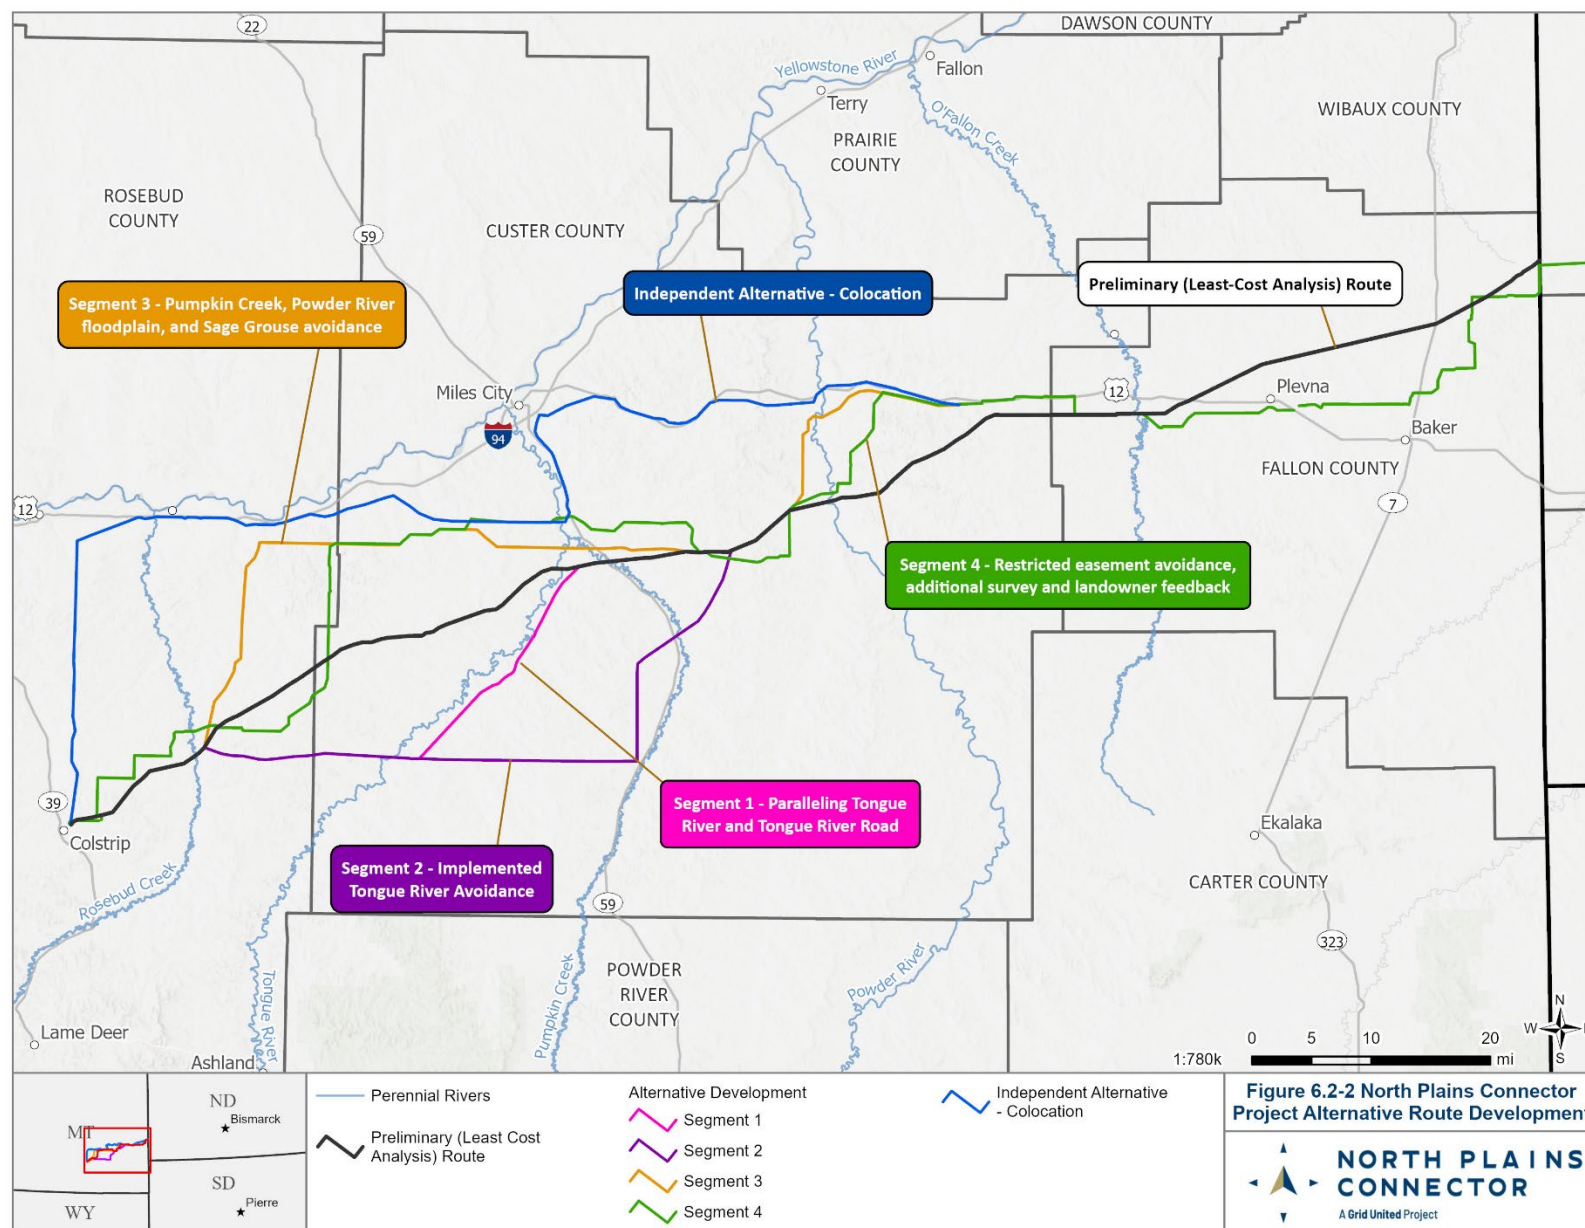 22
DAWSON COUNTY
Yellowstone River
Fallon
Terry
O'Fallon Creek
WIBAUX COUNTY
PRAIRIE
COUNTY
ROSEBUD
COUNTY
59
CUSTER COUNTY
Segment 3 - Pumpkin Creek, Powder River
floodplain, and Sage Grouse avoidance
Independent Alternative - Colocation
Preliminary (Least-Cost Analysis) Route
Miles City
12
Plevna
94
Baker
FALLON COUNTY
12
7
Segment 4 - Restricted easement avoidance,
additional survey and landowner feedback
39
Colstrip
Segment 1 - Paralleling Tongue
River and Tongue River Road
Ekalaka
Segment 2 - Implemented
Tongue River Avoidance
Rosebud Creek
CARTER COUNTY
59
323
Tongue River
Pumpkin Creek
POWDER
RIVER
COUNTY
Powder River
Lame Deer
Ashland
N
W
S
1:780k
0 5 10 20
mi
MT
ND
Bismarck
SD
Pierre
WY
Perennial Rivers
Preliminary (Least Cost
Analysis) Route
Alternative Development
Segment 1
Segment 2
Segment 3
Segment 4
Independent Alternative
- Colocation
Figure 6.2-2 North Plains Connector
Project Alternative Route Development
NORTH PLAINS
CONNECTOR
A Grid United Project